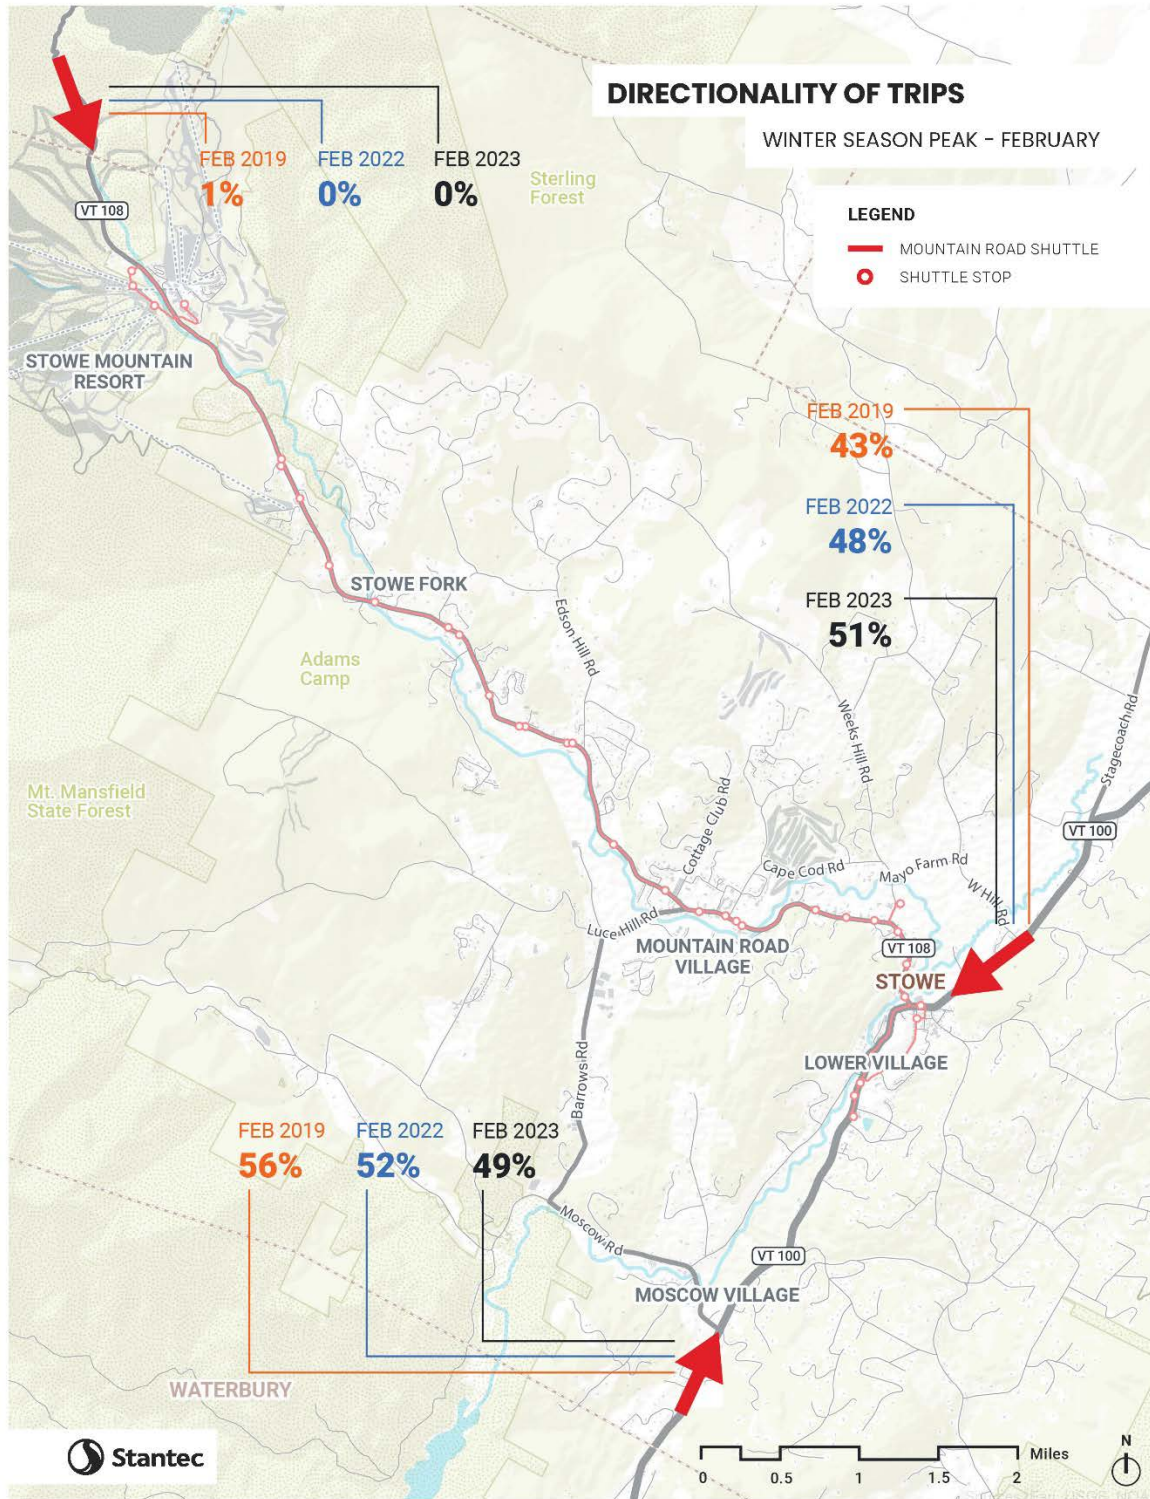 DIRECTIONALITY OF TRIPS
WINTER SEASON PEAK - FEBRUARY
LEGEND
MOUNTAIN ROAD SHUTTLE
SHUTTLE STOP
FEB 2019
1%
FEB 2022
0%
FEB 2023
0%
Sterling
Forest
VT 108
STOWE MOUNTAIN
RESORT
FEB 2019
43%
FEB 2022
48%
FEB 2023
51%
STOWE FORK
Edson Hill Rd
Adams
Camp
Weeks Hill Rd
Stagecoach Rd
Mt. Mansfield
State Forest
Cottage Club Rd
VT 100
Cape Cod Rd
Mayo Farm Rd
W Hill Rd
Luce Hill Rd
MOUNTAIN ROAD
VILLAGE
VT 108
STOWE
LOWER VILLAGE
Barrows Rd
FEB 2019
56%
FEB 2022
52%
FEB 2023
49%
Moscow Rd
VT 100
MOSCOW VILLAGE
WATERBURY
Stantec
Miles
0 0.5 1 1.5 2
N